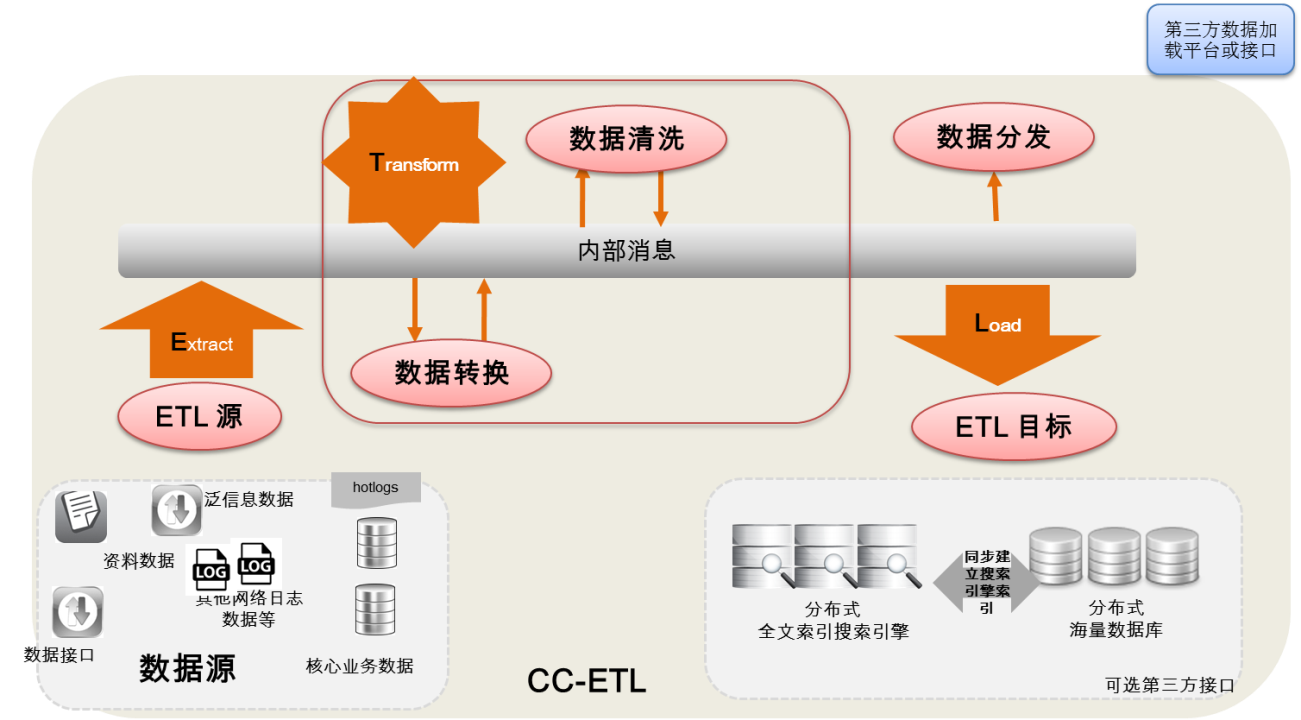 第三方数据加
载平台或接口
Transform
数据清洗
数据分发
内部消息
Extract
Load
数据转换
ETL 源
ETL 目标
hotlogs
泛信息数据
资料数据
LOG
LOG
其他网络日志
数据等
数据接口
数据源
核心业务数据
CC-ETL
同步建
立搜索
引擎索
引
分布式
全文索引搜索引擎
分布式
海量数据库
可选第三方接口